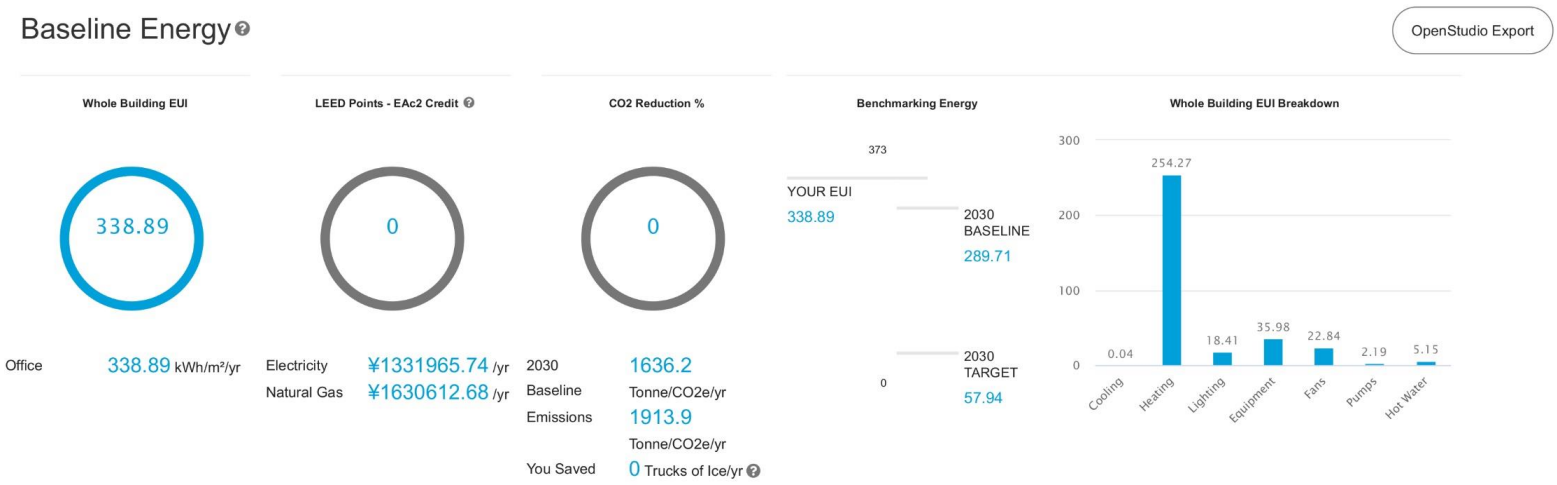 Baseline Energy
OpenStudio Export
Whole Building EUI
338.89
Office 338.89 kWh/m²/yr
LEED Points - EAc2 Credit
0
Electricity ¥1331965.74 /yr
Natural Gas ¥1630612.68 /yr
CO2 Reduction %
0
2030 1636.2
Baseline Tonne/CO2e/yr
Emissions 1913.9
Tonne/CO2e/yr
You Saved 0 Trucks of Ice/yr
Benchmarking Energy
373
YOUR EUI
338.89
2030
BASELINE
289.71
2030
TARGET
57.94
0
Whole Building EUI Breakdown
300
200
100
0
0.04
254.27
18.41
35.98
22.84
2.19
5.15
Cooling
Heating
Lighting
Equipment
Fans
Pumps
Hot Water